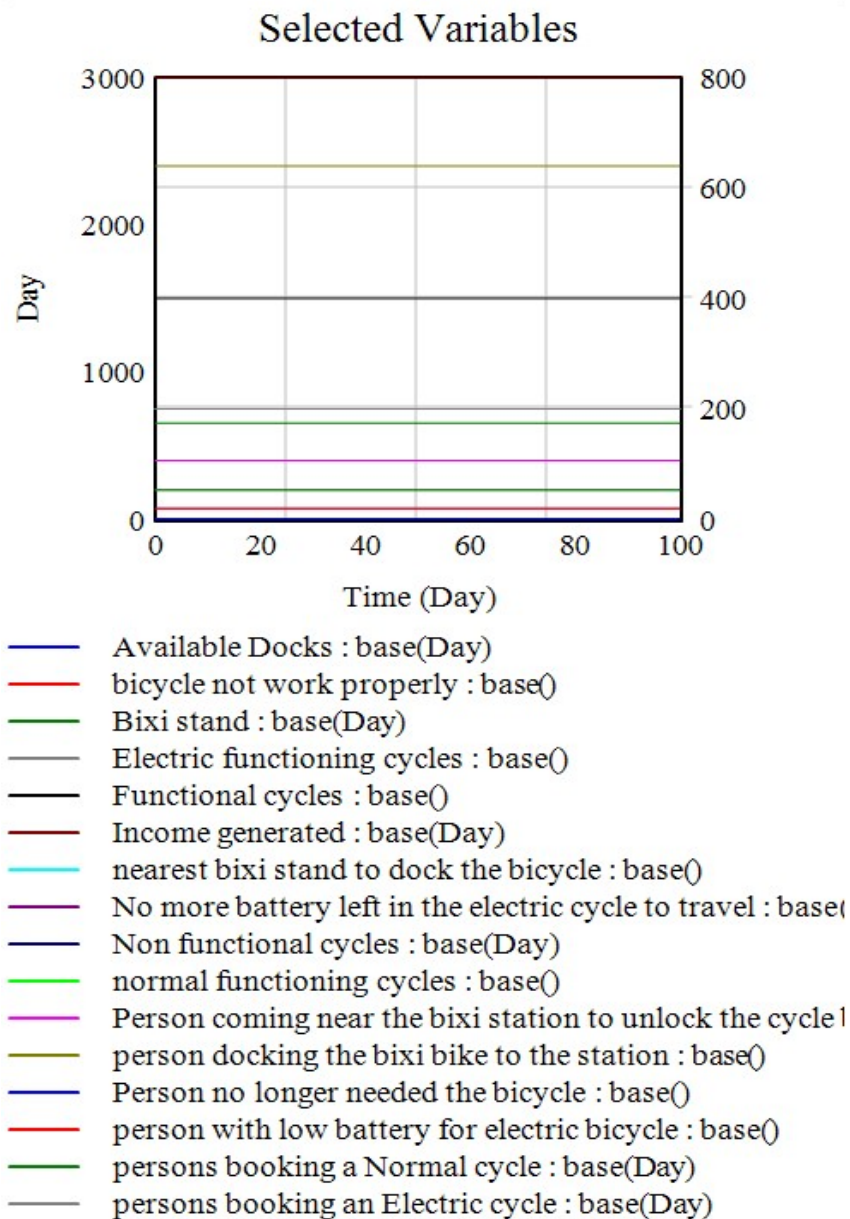 Selected Variables
3000
800
600
2000
Day
400
1000
200
0
0
0
20
40
60
80
100
Time (Day)
Available Docks : base(Day)
bicycle not work properly : base()
Bixi stand : base(Day)
Electric functioning cycles : base()
Functional cycles : base()
Income generated : base(Day)
nearest bixi stand to dock the bicycle : base()
No more battery left in the electric cycle to travel : base(
Non functional cycles : base(Day)
normal functioning cycles : base()
Person coming near the bixi station to unlock the cycle
person docking the bixi bike to the station : base()
Person no longer needed the bicycle : base()
person with low battery for electric bicycle : base()
persons booking a Normal cycle : base(Day)
persons booking an Electric cycle : base(Day)